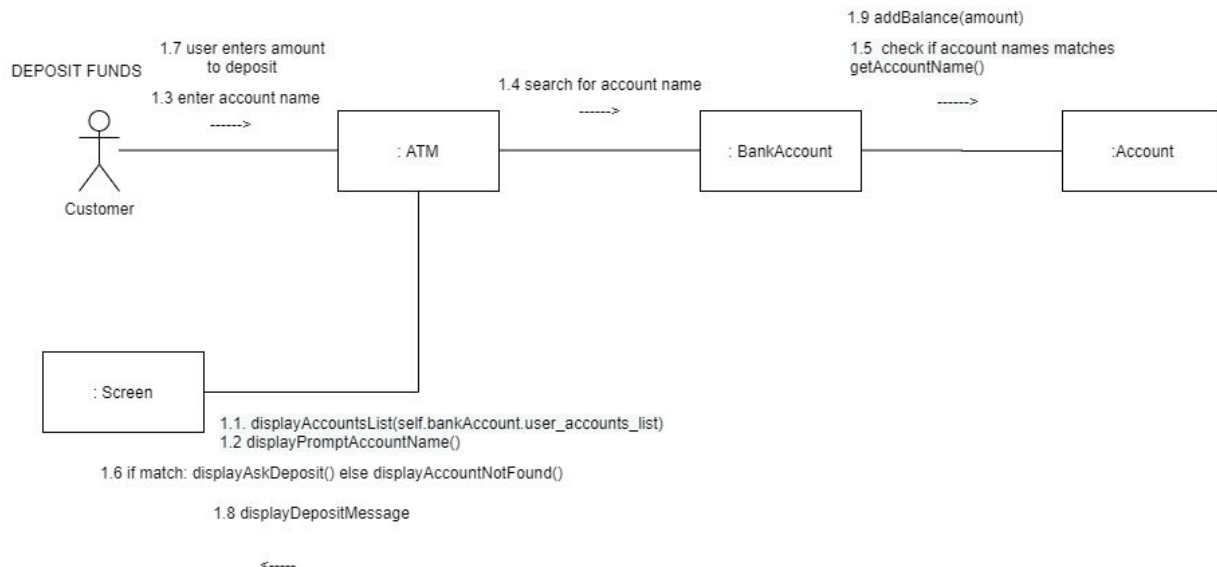 1.9 addBalance(amount)
1.7 user enters amount
to deposit
1.5 check if account names matches
getAccountName()
DEPOSIT FUNDS
1.3 enter account name
------>
1.4 search for account name
------>
------>
: ATM
: BankAccount
:Account
Customer
: Screen
1.1. displayAccountsList(self.bankAccount.user_accounts_list)
1.2 displayPromptAccountName()
1.6 if match: displayAskDeposit() else displayAccountNotFound()
1.8 displayDepositMessage
<-----